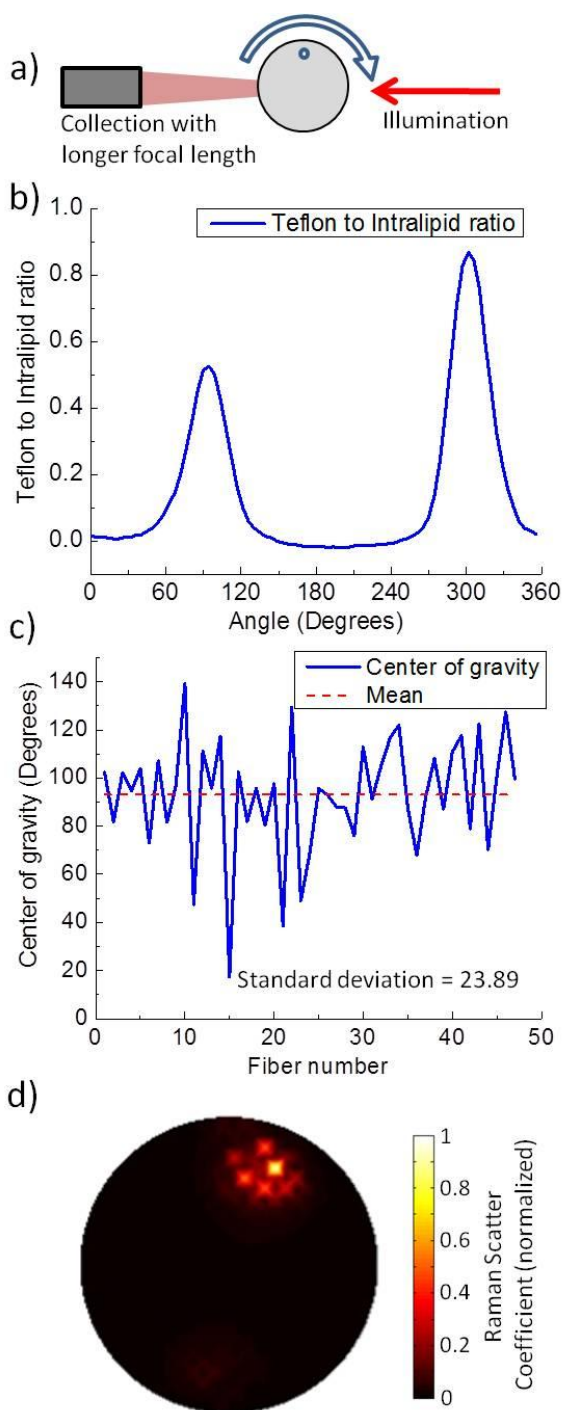 a)
Collection with
longer focal length
Illumination
b)
1.0
0.8
0.6
0.4
0.2
0.0
Teflon to Intralipid ratio
Teflon to Intralipid ratio
0 60 120 180 240 300 360
Angle (Degrees)
c)
140
120
100
80
60
40
20
0
Center of gravity (Degrees)
Center of gravity
Mean
Standard deviation = 23.89
0 10 20 30 40 50
Fiber number
d)
1
0.8
0.6
0.4
0.2
0
Raman Scatter
Coefficient (normalized)